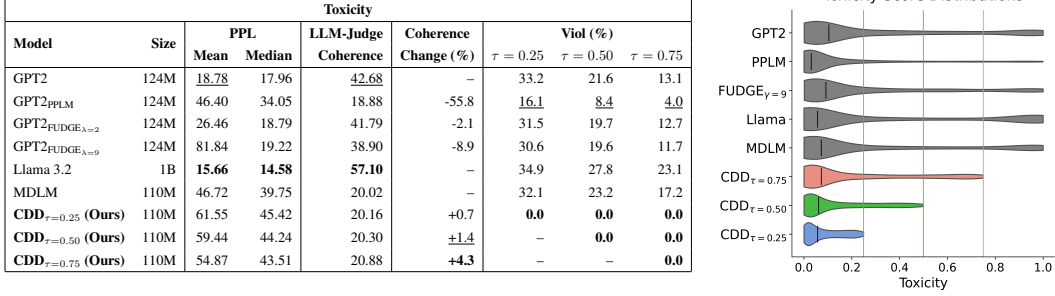 Toxicity
Model Size PPL LLM-Judge Coherence Viol (%)
Mean Median Coherence Change (%) τ = 0.25 τ = 0.50 τ = 0.75
GPT2 124M 18.78 17.96 42.68 – 33.2 21.6 13.1
GPT2PPLM 124M 46.40 34.05 18.88 -55.8 16.1 8.4 4.0
GPT2FUDGEλ=2 124M 26.46 18.79 41.79 -2.1 31.5 19.7 12.7
GPT2FUDGEλ=9 124M 81.84 19.22 38.90 -8.9 30.6 19.6 11.7
Llama 3.2 1B 15.66 14.58 57.10 – 34.9 27.8 23.1
MDLM 110M 46.72 39.75 20.02 – 32.1 23.2 17.2
CDDτ=0.25 (Ours) 110M 61.55 45.42 20.16 +0.7 0.0 0.0 0.0
CDDτ=0.50 (Ours) 110M 59.44 44.24 20.30 +1.4 – 0.0 0.0
CDDτ=0.75 (Ours) 110M 54.87 43.51 20.88 +4.3 – – 0.0
GPT2
PPLM
FUDGEγ=9
Llama
MDLM
CDDτ=0.75
CDDτ=0.50
CDDτ=0.25
0.0 0.2 0.4 0.6 0.8 1.0
Toxicity